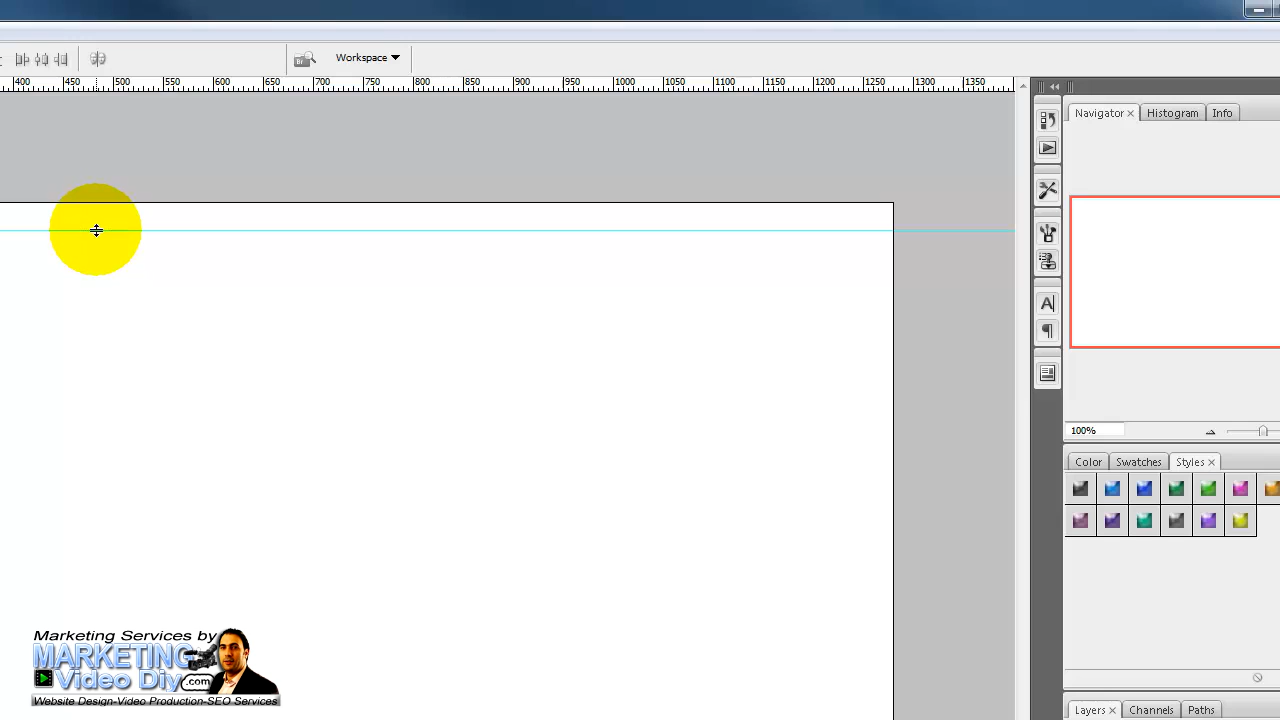 Workspace
400 450 500 550 600 650 700 750 800 850 900 950 1000 1050 1100 1150 1200 1250 1300 1350
Navigator Histogram Info
100%
Color Swatches Styles
Layers Channels Paths
Marketing Services by
MARKETING
Video Diy
.com
Website Design-Video Production-SEO Services